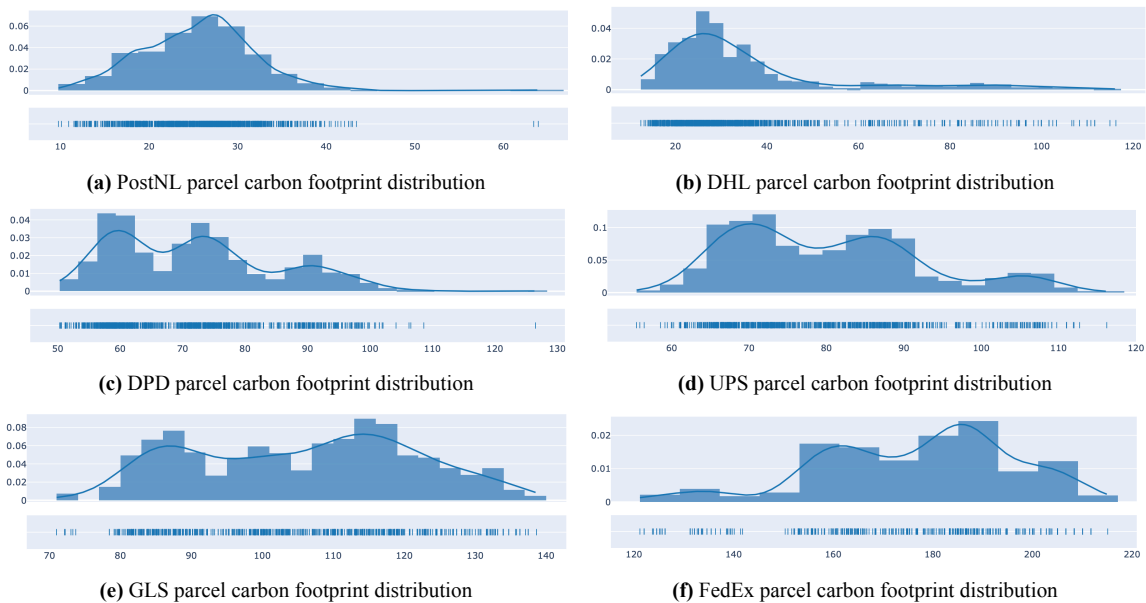 0.06
0.04
0.02
0
10 20 30 40 50 60
(a) PostNL parcel carbon footprint distribution
0.04
0.02
0
20 40 60 80 100 120
(b) DHL parcel carbon footprint distribution
0.04
0.03
0.02
0.01
0
50 60 70 80 90 100 110 120 130
(c) DPD parcel carbon footprint distribution
0.1
0.05
0
60 70 80 90 100 110 120
(d) UPS parcel carbon footprint distribution
0.08
0.06
0.04
0.02
0
70 80 90 100 110 120 130 140
(e) GLS parcel carbon footprint distribution
0.02
0.01
0
120 140 160 180 200 220
(f) FedEx parcel carbon footprint distribution